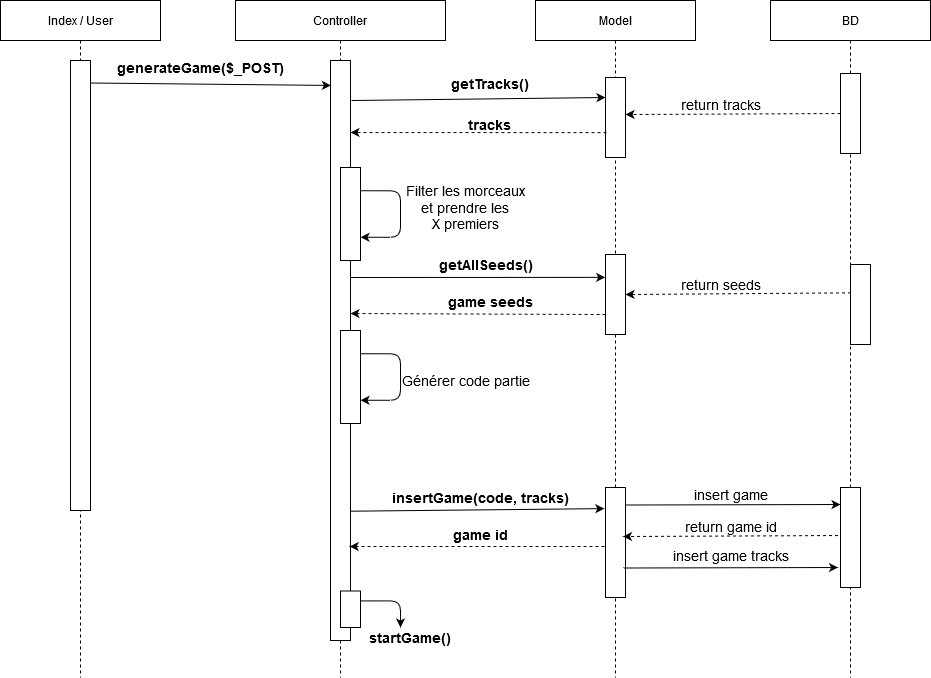 Index / User
Controller
Model
BD
generateGame($_POST)
getTracks()
return tracks
tracks
Filter les morceaux
et prendre les
X premiers
getAllSeeds()
return seeds
game seeds
Générer code partie
insertGame(code, tracks)
insert game
return game id
game id
insert game tracks
startGame()